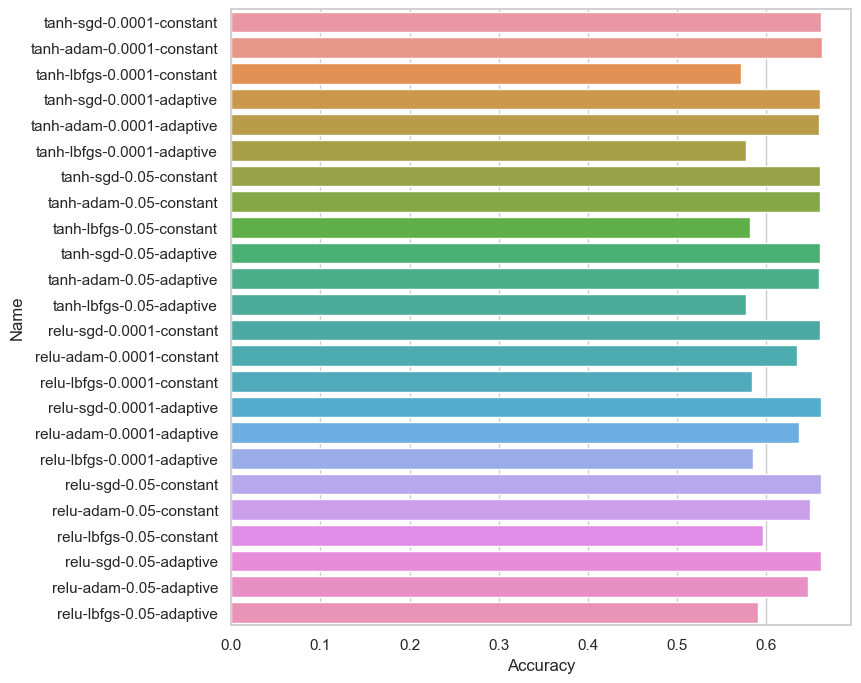 tanh-sgd-0.0001-constant
tanh-adam-0.0001-constant
tanh-lbfgs-0.0001-constant
tanh-sgd-0.0001-adaptive
tanh-adam-0.0001-adaptive
tanh-lbfgs-0.0001-adaptive
tanh-sgd-0.05-constant
tanh-adam-0.05-constant
tanh-lbfgs-0.05-constant
tanh-sgd-0.05-adaptive
tanh-adam-0.05-adaptive
tanh-lbfgs-0.05-adaptive
relu-sgd-0.0001-constant
relu-adam-0.0001-constant
relu-lbfgs-0.0001-constant
relu-sgd-0.0001-adaptive
relu-adam-0.0001-adaptive
relu-lbfgs-0.0001-adaptive
relu-sgd-0.05-constant
relu-adam-0.05-constant
relu-lbfgs-0.05-constant
relu-sgd-0.05-adaptive
relu-adam-0.05-adaptive
relu-lbfgs-0.05-adaptive
Name
0.0 0.1 0.2 0.3 0.4 0.5 0.6
Accuracy